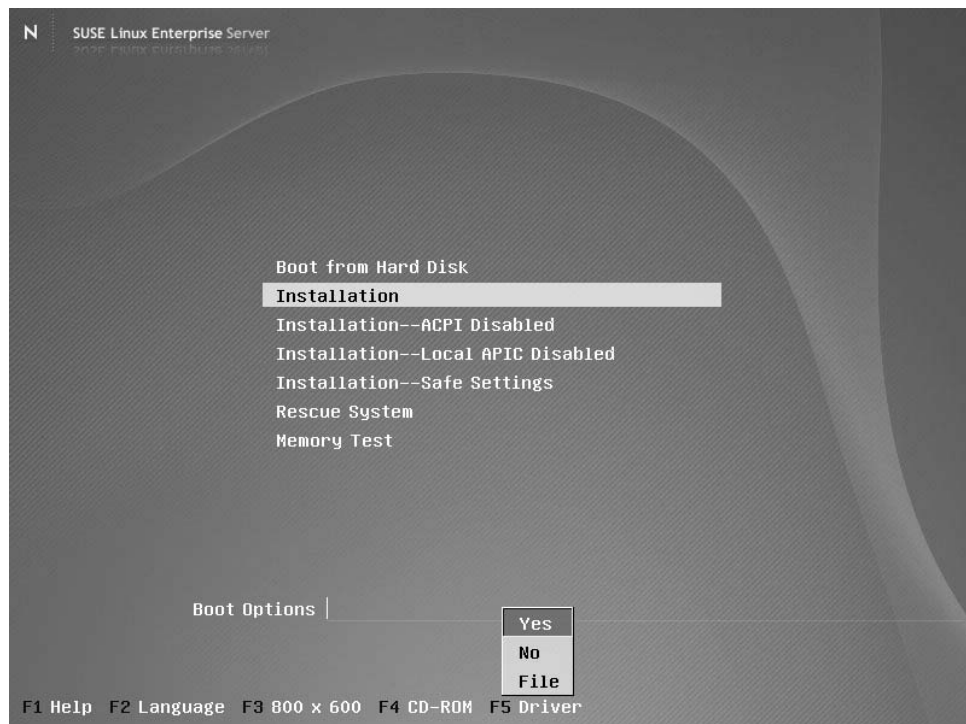 N SUSE Linux Enterprise Server
Boot from Hard Disk
Installation
Installation--ACPI Disabled
Installation--Local APIC Disabled
Installation--Safe Settings
Rescue System
Memory Test
Boot Options
Yes
No
File
F1 Help F2 Language F3 800 x 600 F4 CD-ROM F5 Driver